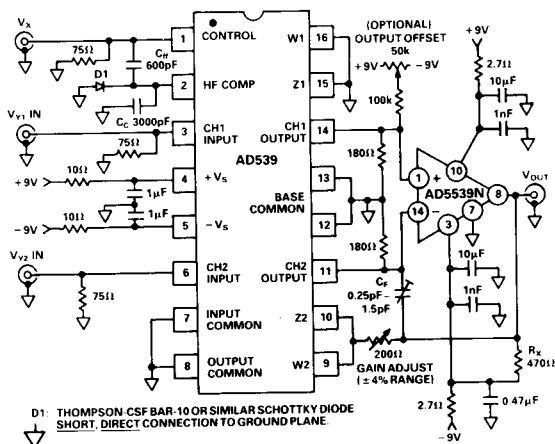 VX
75Ω
Cff
600pF
D1
CC 3000pF
VY1 IN
75Ω
+9V
10Ω
1μF
1μF
-9V
10Ω
VY2 IN
75Ω
1
CONTROL
2
HF COMP
3
CH1
INPUT
4
+VS
5
-VS
6
CH2
INPUT
7
INPUT
COMMON
8
OUTPUT
COMMON
AD539
W1
16
Z1
15
CH1
OUTPUT
14
13
BASE
COMMON
12
CH2
OUTPUT
11
Z2
10
W2
9
(OPTIONAL)
OUTPUT OFFSET
50k
+9V
-9V
100k
180Ω
180Ω
CF
0.25pF –
1.5pF
200Ω
GAIN ADJUST
(±4% RANGE)
+9V
2.7Ω
10μF
1nF
1
+
10
AD5539N
8
VOUT
14
–
3
7
10μF
1nF
RX
470Ω
2.7Ω
0.47μF
-9V
D1: THOMPSON-CSF BAR-10 OR SIMILAR SCHOTTKY DIODE
SHORT, DIRECT CONNECTION TO GROUND PLANE.